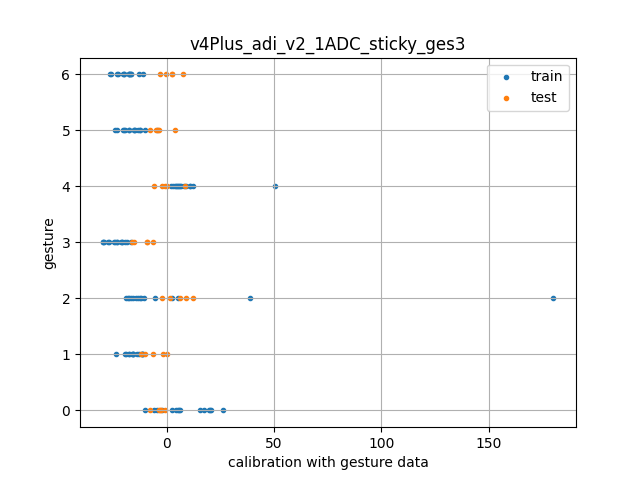 v4Plus_adi_v2_1ADC_sticky_ges3
train
test
6
5
4
3
2
1
0
gesture
0 50 100 150
calibration with gesture data